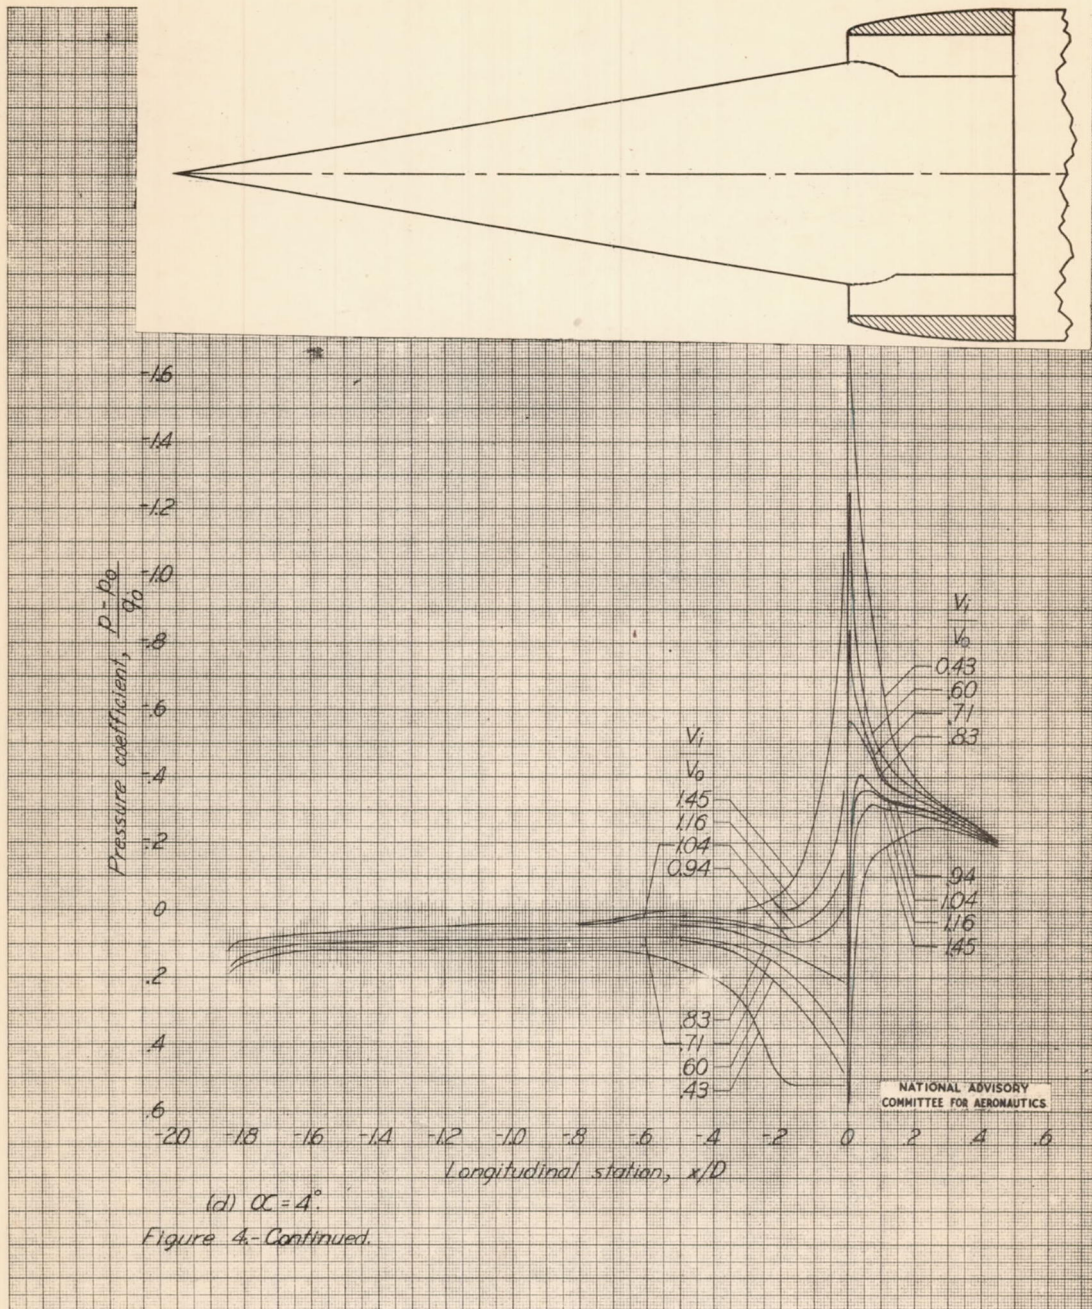 -1.6
-1.4
-1.2
-1.0
-.8
-.6
-.4
-.2
0
.2
.4
.6
Pressure coefficient, p - p₀ / q₀
Vi
V₀
0.43
.60
.71
.83
Vi
V₀
1.45
1.16
1.04
0.94
.94
1.04
1.16
1.45
.83
.71
.60
.43
NATIONAL ADVISORY
COMMITTEE FOR AERONAUTICS
-2.0 -1.8 -1.6 -1.4 -1.2 -1.0 -.8 -.6 -.4 -.2 0 .2 .4 .6
Longitudinal station, x/D
(d) α = 4°.
Figure 4.- Continued.